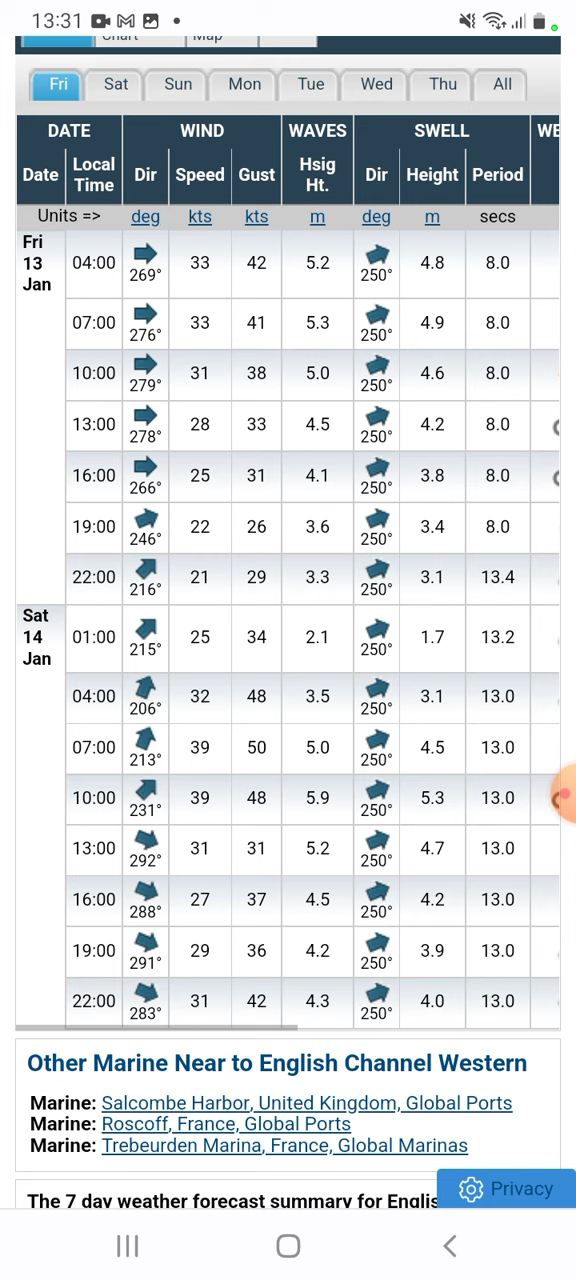 13:31
Chart Map
Fri Sat Sun Mon Tue Wed Thu All
DATE WIND WAVES SWELL WE
Date Local Time Dir Speed Gust Hsig Ht. Dir Height Period
Units => deg kts kts m deg m secs
Fri 13 Jan 04:00 269° 33 42 5.2 250° 4.8 8.0
07:00 276° 33 41 5.3 250° 4.9 8.0
10:00 279° 31 38 5.0 250° 4.6 8.0
13:00 278° 28 33 4.5 250° 4.2 8.0
16:00 266° 25 31 4.1 250° 3.8 8.0
19:00 246° 22 26 3.6 250° 3.4 8.0
22:00 216° 21 29 3.3 250° 3.1 13.4
Sat 14 Jan 01:00 215° 25 34 2.1 250° 1.7 13.2
04:00 206° 32 48 3.5 250° 3.1 13.0
07:00 213° 39 50 5.0 250° 4.5 13.0
10:00 231° 39 48 5.9 250° 5.3 13.0
13:00 292° 31 31 5.2 250° 4.7 13.0
16:00 288° 27 37 4.5 250° 4.2 13.0
19:00 291° 29 36 4.2 250° 3.9 13.0
22:00 283° 31 42 4.3 250° 4.0 13.0
Other Marine Near to English Channel Western
Marine: Salcombe Harbor, United Kingdom, Global Ports
Marine: Roscoff, France, Global Ports
Marine: Trebeurden Marina, France, Global Marinas
Privacy
The 7 day weather forecast summary for Englis